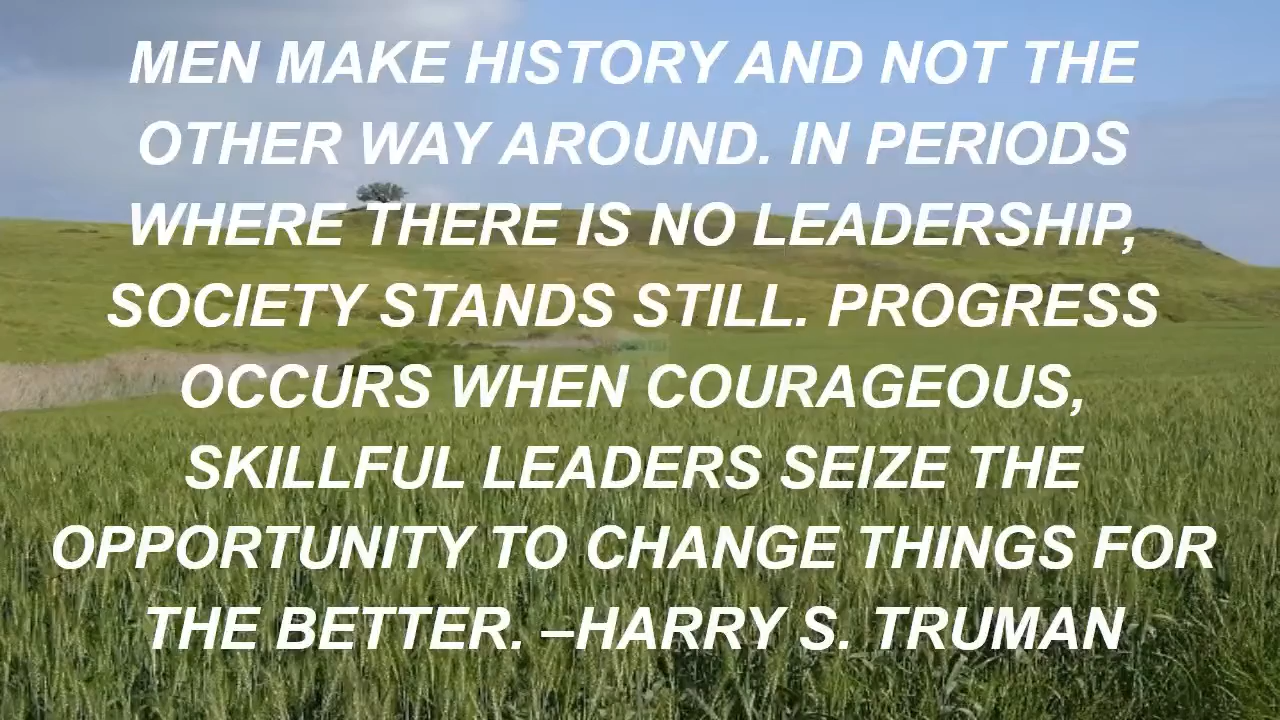 MEN MAKE HISTORY AND NOT THE
OTHER WAY AROUND. IN PERIODS
WHERE THERE IS NO LEADERSHIP,
SOCIETY STANDS STILL. PROGRESS
OCCURS WHEN COURAGEOUS,
SKILLFUL LEADERS SEIZE THE
OPPORTUNITY TO CHANGE THINGS FOR
THE BETTER. –HARRY S. TRUMAN